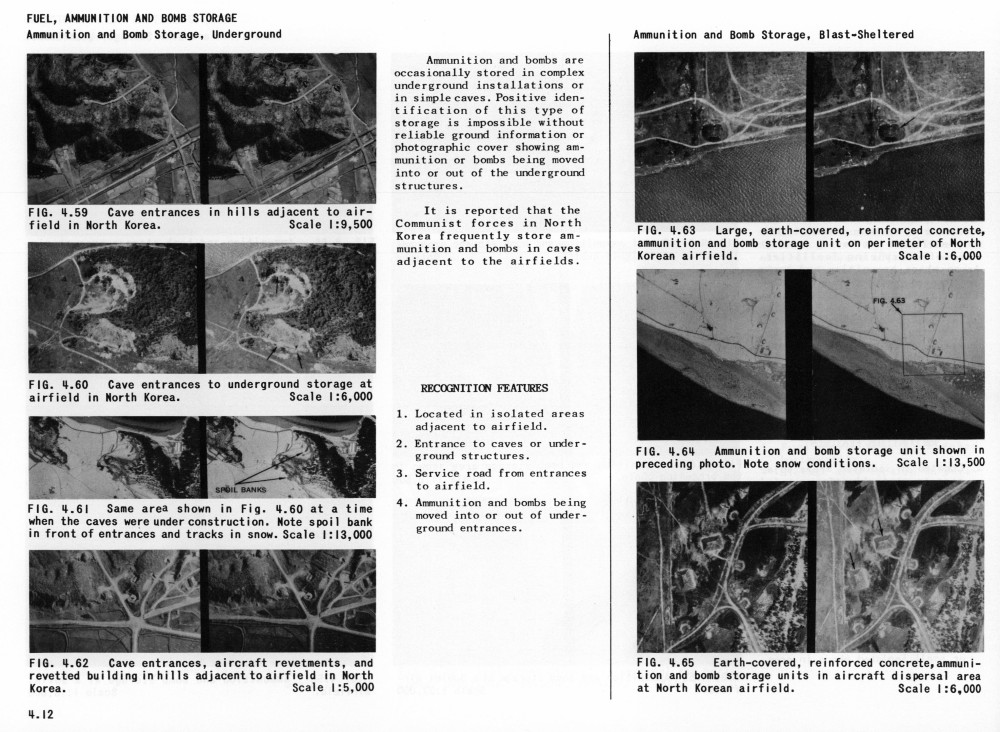 FUEL, AMMUNITION AND BOMB STORAGE
Ammunition and Bomb Storage, Underground
FIG. 4.59 Cave entrances in hills adjacent to air-
field in North Korea. Scale 1:9,500
FIG. 4.60 Cave entrances to underground storage at
airfield in North Korea. Scale 1:6,000
SPOIL BANKS
FIG. 4.61 Same area shown in Fig. 4.60 at a time
when the caves were under construction. Note spoil bank
in front of entrances and tracks in snow. Scale 1:13,000
FIG. 4.62 Cave entrances, aircraft revetments, and
revetted building in hills adjacent to airfield in North
Korea. Scale 1:5,000
4.12
Ammunition and bombs are
occasionally stored in complex
underground installations or
in simple caves. Positive iden-
tification of this type of
storage is impossible without
reliable ground information or
photographic cover showing am-
munition or bombs being moved
into or out of the underground
structures.
It is reported that the
Communist forces in North
Korea frequently store am-
munition and bombs in caves
adjacent to the airfields.
RECOGNITION FEATURES
1. Located in isolated areas
adjacent to airfield.
2. Entrance to caves or under-
ground structures.
3. Service road from entrances
to airfield.
4. Ammunition and bombs being
moved into or out of under-
ground entrances.
Ammunition and Bomb Storage, Blast-Sheltered
FIG. 4.63 Large, earth-covered, reinforced concrete,
ammunition and bomb storage unit on perimeter of North
Korean airfield. Scale 1:6,000
FIG. 4.63
FIG. 4.64 Ammunition and bomb storage unit shown in
preceding photo. Note snow conditions. Scale 1:13,500
FIG. 4.65 Earth-covered, reinforced concrete, ammuni-
tion and bomb storage units in aircraft dispersal area
at North Korean airfield. Scale 1:6,000